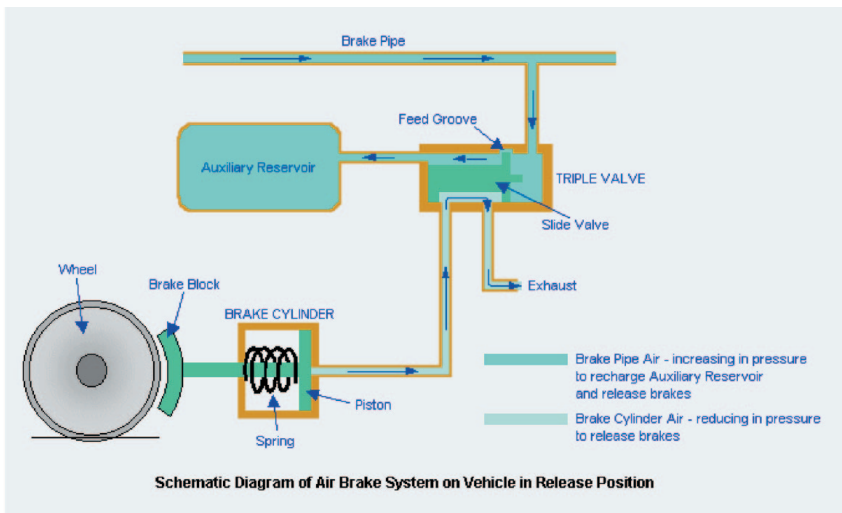 Brake Pipe
Feed Groove
Auxiliary Reservoir
TRIPLE VALVE
Slide Valve
Wheel
Brake Block
Exhaust
BRAKE CYLINDER
Brake Pipe Air - increasing in pressure
to recharge Auxiliary Reservoir
and release brakes
Piston
Brake Cylinder Air - reducing in pressure
to release brakes
Spring
Schematic Diagram of Air Brake System on Vehicle in Release Position